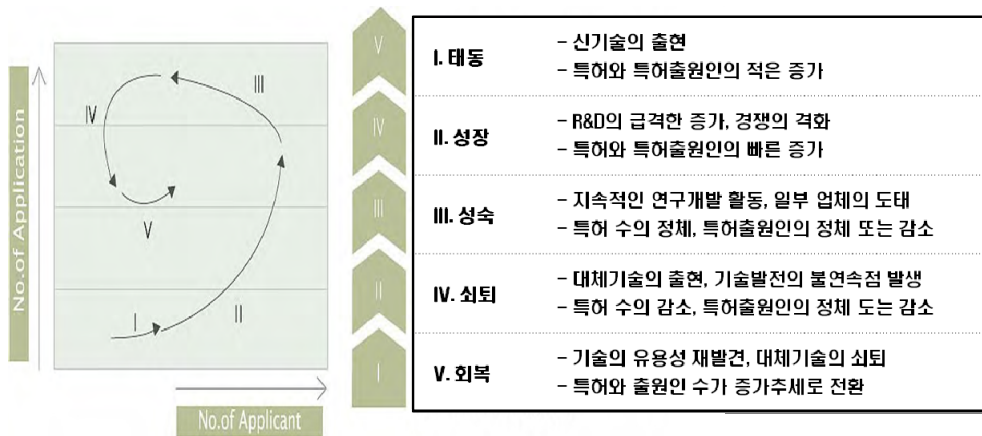 No.of Application
No.of Applicant
I
II
III
IV
V
V
IV
III
II
I
I. 태동
- 신기술의 출현
- 특허와 특허출원인의 적은 증가
II. 성장
- R&D의 급격한 증가, 경쟁의 격화
- 특허와 특허출원인의 빠른 증가
III. 성숙
- 지속적인 연구개발 활동, 일부 업체의 도태
- 특허 수의 정체, 특허출원인의 정체 또는 감소
IV. 쇠퇴
- 대체기술의 출현, 기술발전의 불연속점 발생
- 특허 수의 감소, 특허출원인의 정체 도는 감소
V. 회복
- 기술의 유용성 재발견, 대체기술의 쇠퇴
- 특허와 출원인 수가 증가추세로 전환